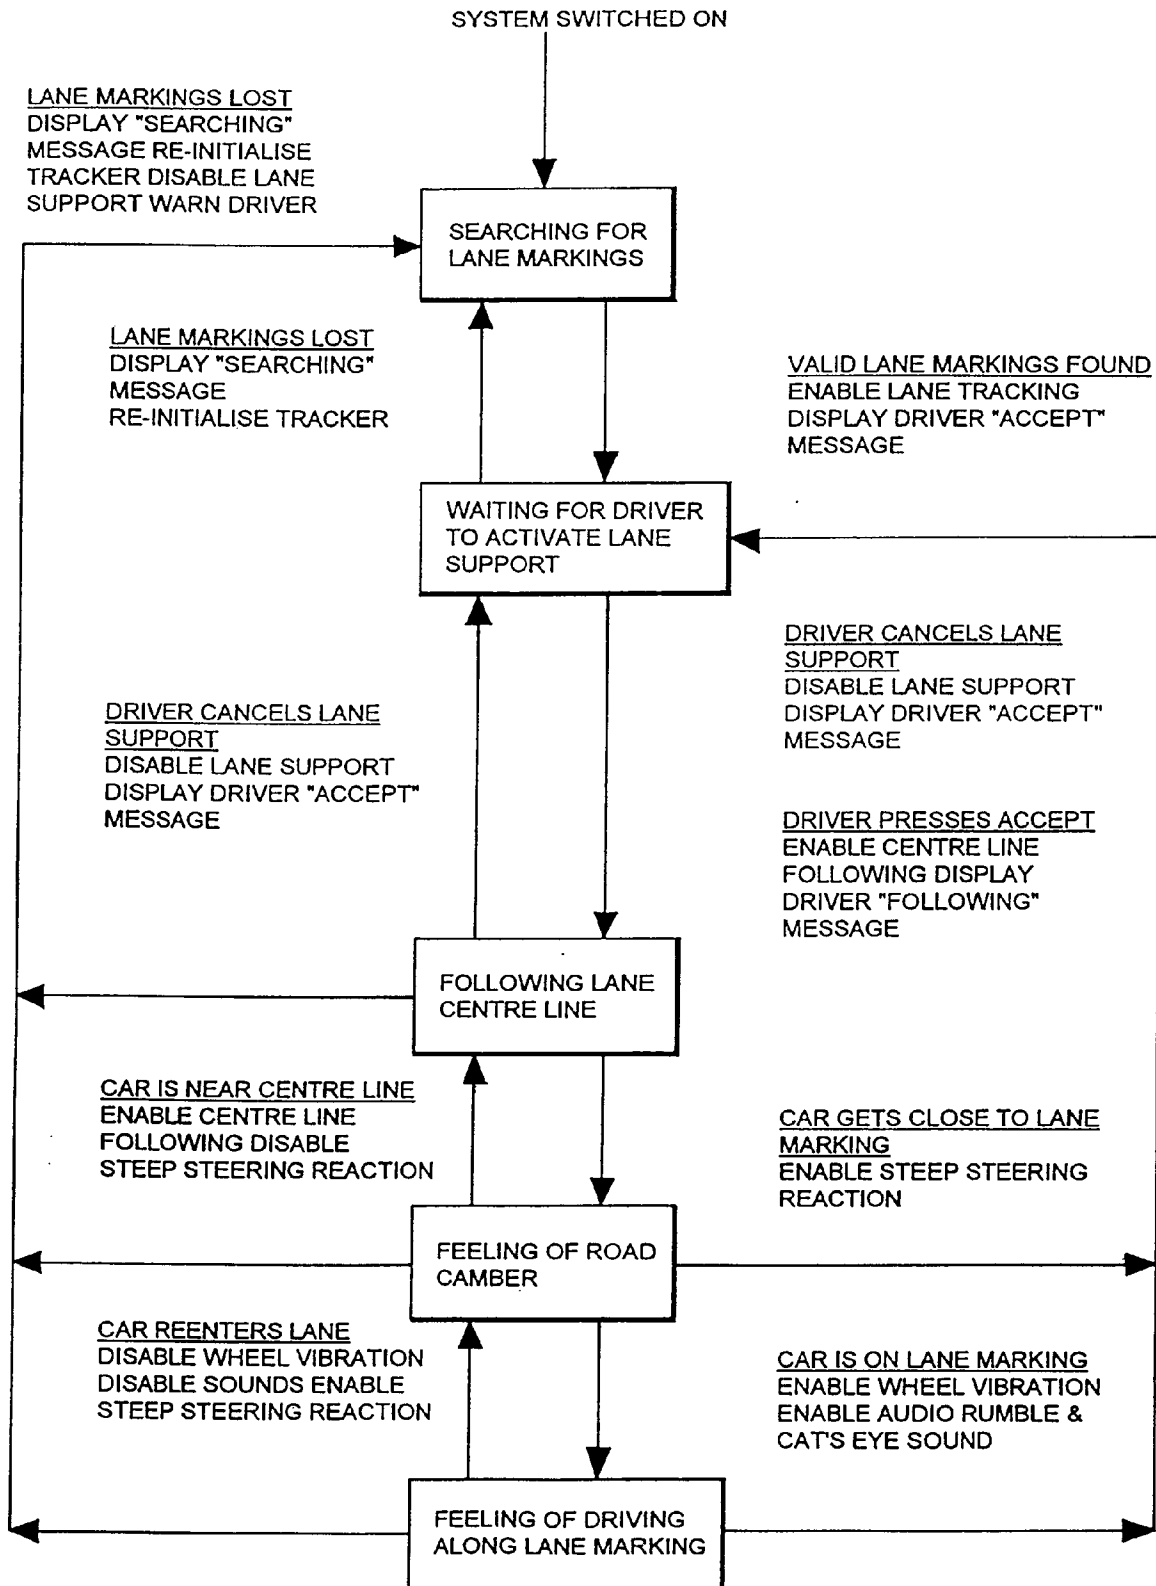 SYSTEM SWITCHED ON
LANE MARKINGS LOST
DISPLAY "SEARCHING"
MESSAGE RE-INITIALISE
TRACKER DISABLE LANE
SUPPORT WARN DRIVER
SEARCHING FOR
LANE MARKINGS
LANE MARKINGS LOST
DISPLAY "SEARCHING"
MESSAGE
RE-INITIALISE TRACKER
VALID LANE MARKINGS FOUND
ENABLE LANE TRACKING
DISPLAY DRIVER "ACCEPT"
MESSAGE
WAITING FOR DRIVER
TO ACTIVATE LANE
SUPPORT
DRIVER CANCELS LANE
SUPPORT
DISABLE LANE SUPPORT
DISPLAY DRIVER "ACCEPT"
MESSAGE
DRIVER CANCELS LANE
SUPPORT
DISABLE LANE SUPPORT
DISPLAY DRIVER "ACCEPT"
MESSAGE
DRIVER PRESSES ACCEPT
ENABLE CENTRE LINE
FOLLOWING DISPLAY
DRIVER "FOLLOWING"
MESSAGE
FOLLOWING LANE
CENTRE LINE
CAR IS NEAR CENTRE LINE
ENABLE CENTRE LINE
FOLLOWING DISABLE
STEEP STEERING REACTION
CAR GETS CLOSE TO LANE
MARKING
ENABLE STEEP STEERING
REACTION
FEELING OF ROAD
CAMBER
CAR REENTERS LANE
DISABLE WHEEL VIBRATION
DISABLE SOUNDS ENABLE
STEEP STEERING REACTION
CAR IS ON LANE MARKING
ENABLE WHEEL VIBRATION
ENABLE AUDIO RUMBLE &
CAT'S EYE SOUND
FEELING OF DRIVING
ALONG LANE MARKING